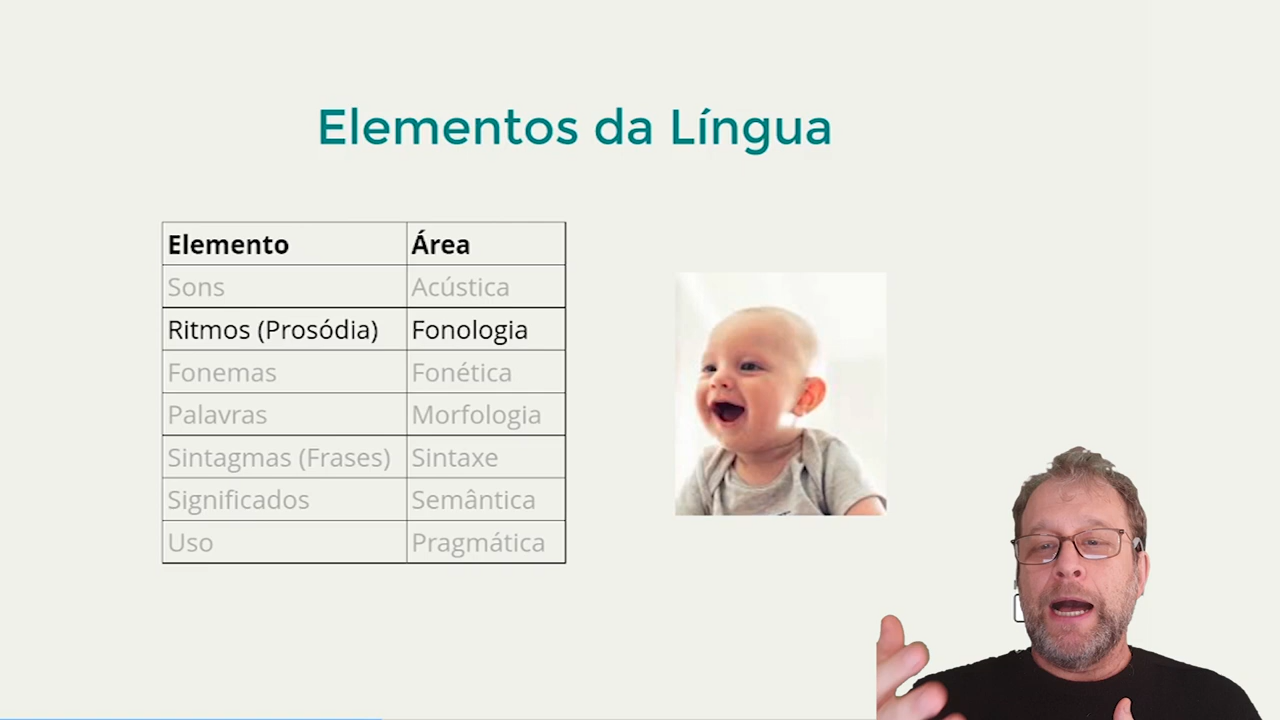 Elementos da Língua
Elemento Área
Sons Acústica
Ritmos (Prosódia) Fonologia
Fonemas Fonética
Palavras Morfologia
Sintagmas (Frases) Sintaxe
Significados Semântica
Uso Pragmática